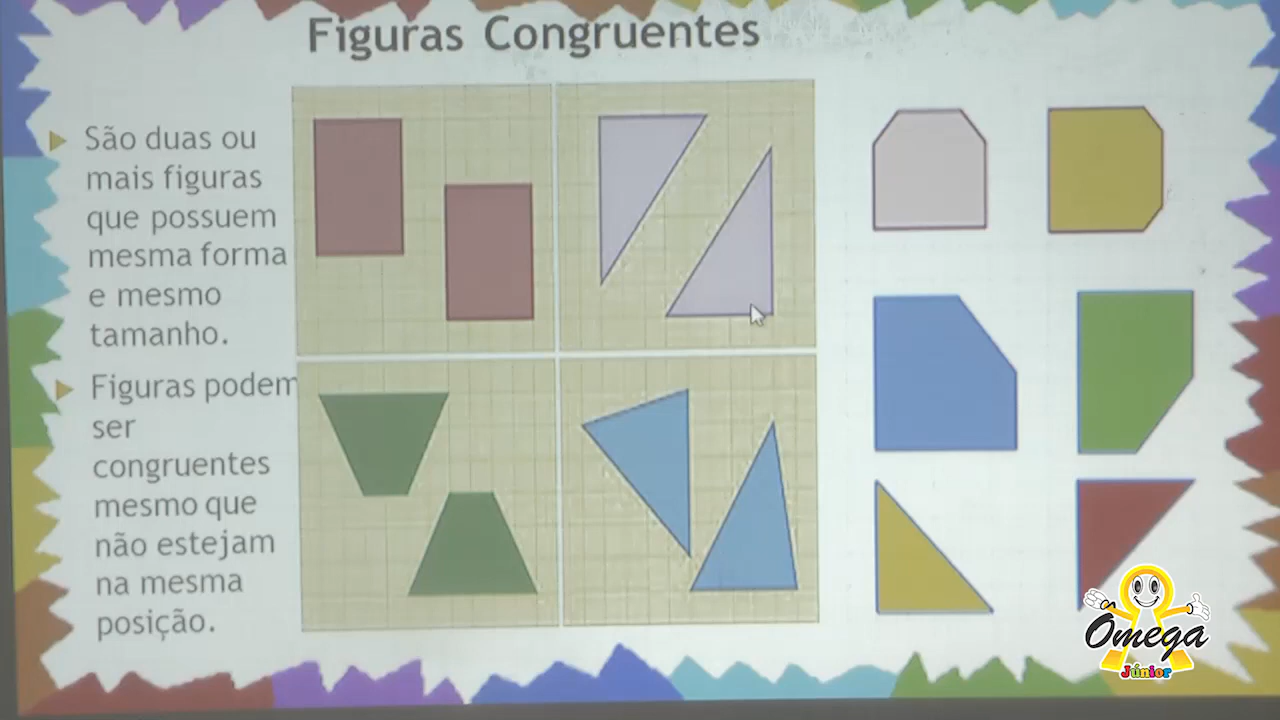 Figuras Congruentes
São duas ou
mais figuras
que possuem
mesma forma
e mesmo
tamanho.
Figuras podem
ser
congruentes
mesmo que
não estejam
na mesma
posição.
Ômega
Júnior